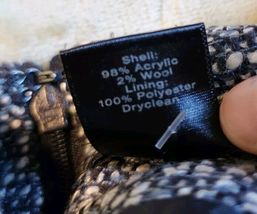 Shell:
98% Acrylic
2% Wool
Lining:
100% Polyester
Dryclean